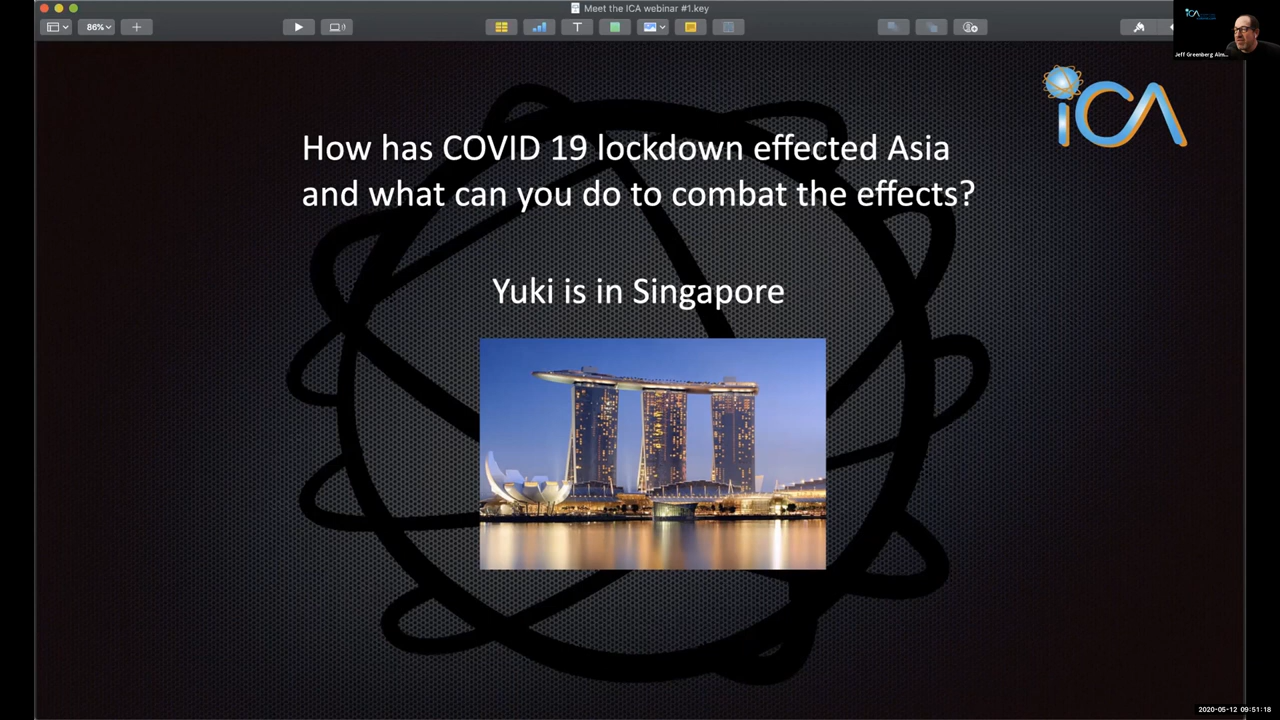 Meet the ICA webinar #1.key
86%
T
iCA
iCA
Jeff Greenberg Alm...
How has COVID 19 lockdown effected Asia
and what can you do to combat the effects?
Yuki is in Singapore
2020-05-12 09:51:18